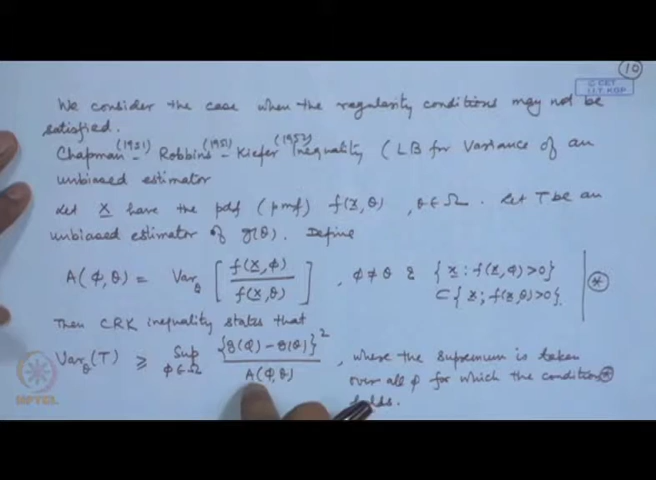 10
© CET
I.I.T. KGP
We consider the case when the regularity conditions may not be
satisfied.
Chapman (1951) - Robbins (1951) - Kiefer (1952) Inequality ( LB for Variance of an
unbiased estimator
Let X have the pdf (pmf) f(x, θ) , θ ∈ Ω . Let T be an
unbiased estimator of g(θ). Define
A(φ, θ) = Var_θ [ f(X, φ) / f(X, θ) ] , φ ≠ θ & { x : f(x, φ) > 0 }
⊂ { x ; f(x, θ) > 0 } . *
Then CRK inequality states that
Var_θ (T) ≥ Sup_{φ ∈ Ω} {g(φ) - g(θ)}² / A(φ, θ) , where the supremum is taken
over all φ for which the condition *
holds.
NPTEL